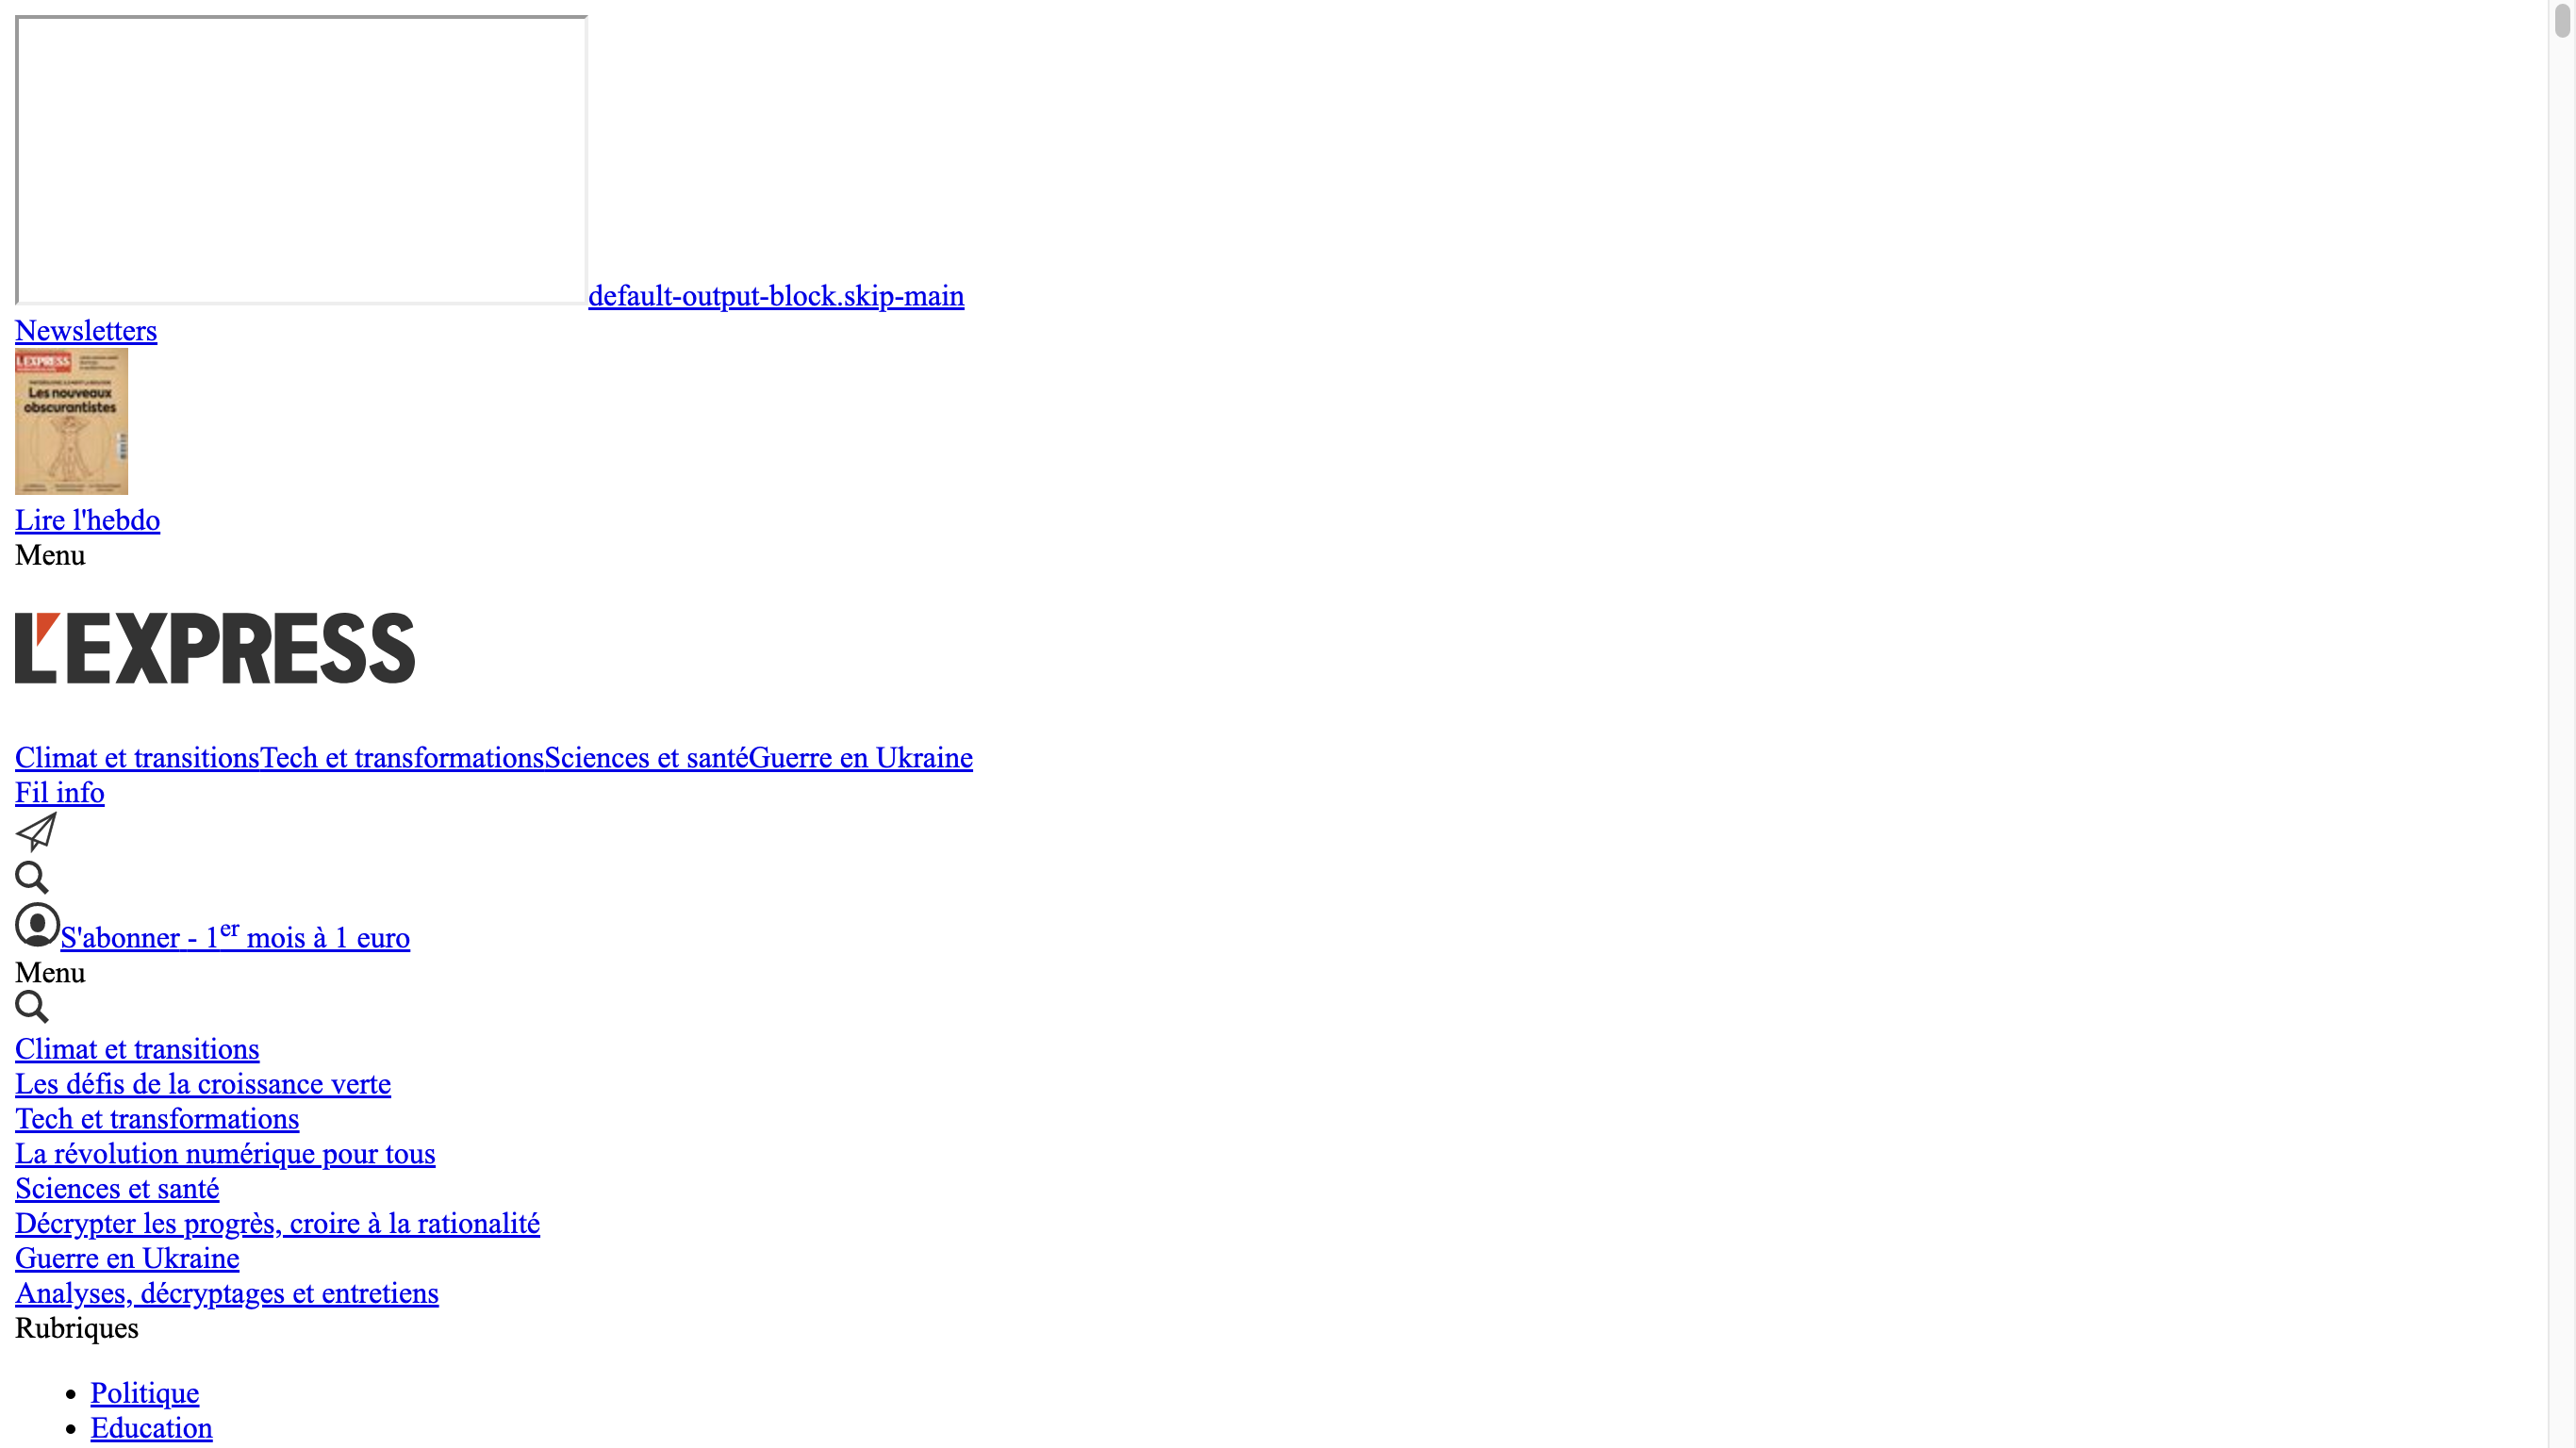 default-output-block.skip-main
Newsletters
L'EXPRESS
Les nouveaux
obscurantistes
Lire l'hebdo
Menu
L'EXPRESS
Climat et transitionsTech et transformationsSciences et santéGuerre en Ukraine
Fil info
S'abonner - 1er mois à 1 euro
Menu
Climat et transitions
Les défis de la croissance verte
Tech et transformations
La révolution numérique pour tous
Sciences et santé
Décrypter les progrès, croire à la rationalité
Guerre en Ukraine
Analyses, décryptages et entretiens
Rubriques
Politique
Education